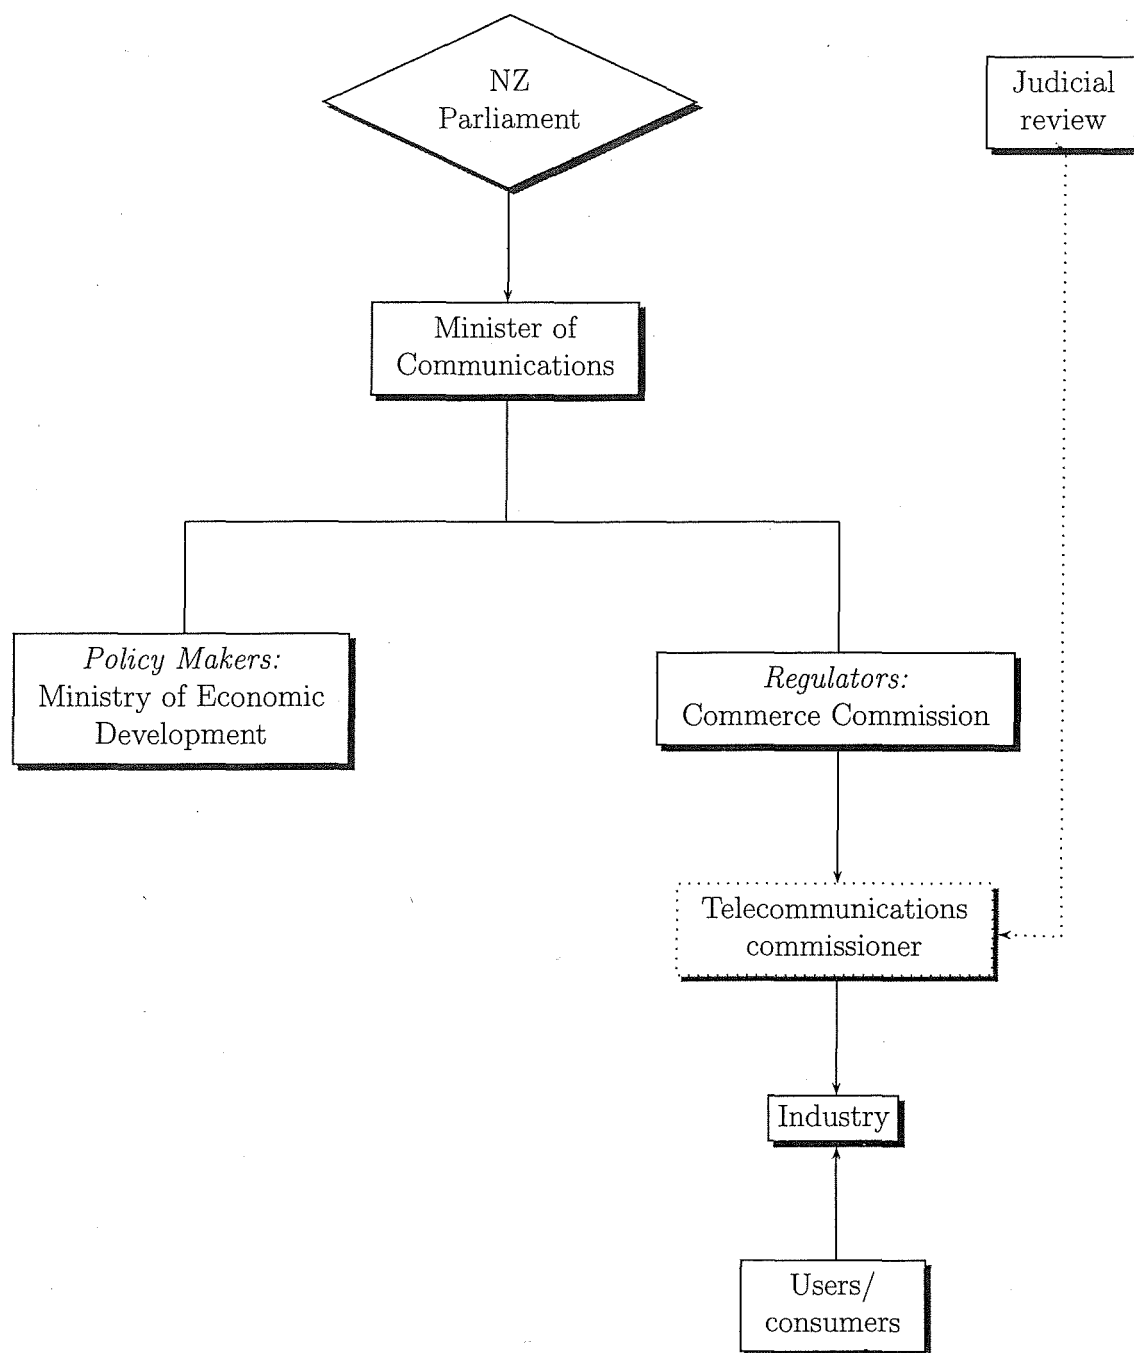 NZ
Parliament
Judicial
review
Minister of
Communications
Policy Makers:
Ministry of Economic
Development
Regulators:
Commerce Commission
Telecommunications
commissioner
Industry
Users/
consumers